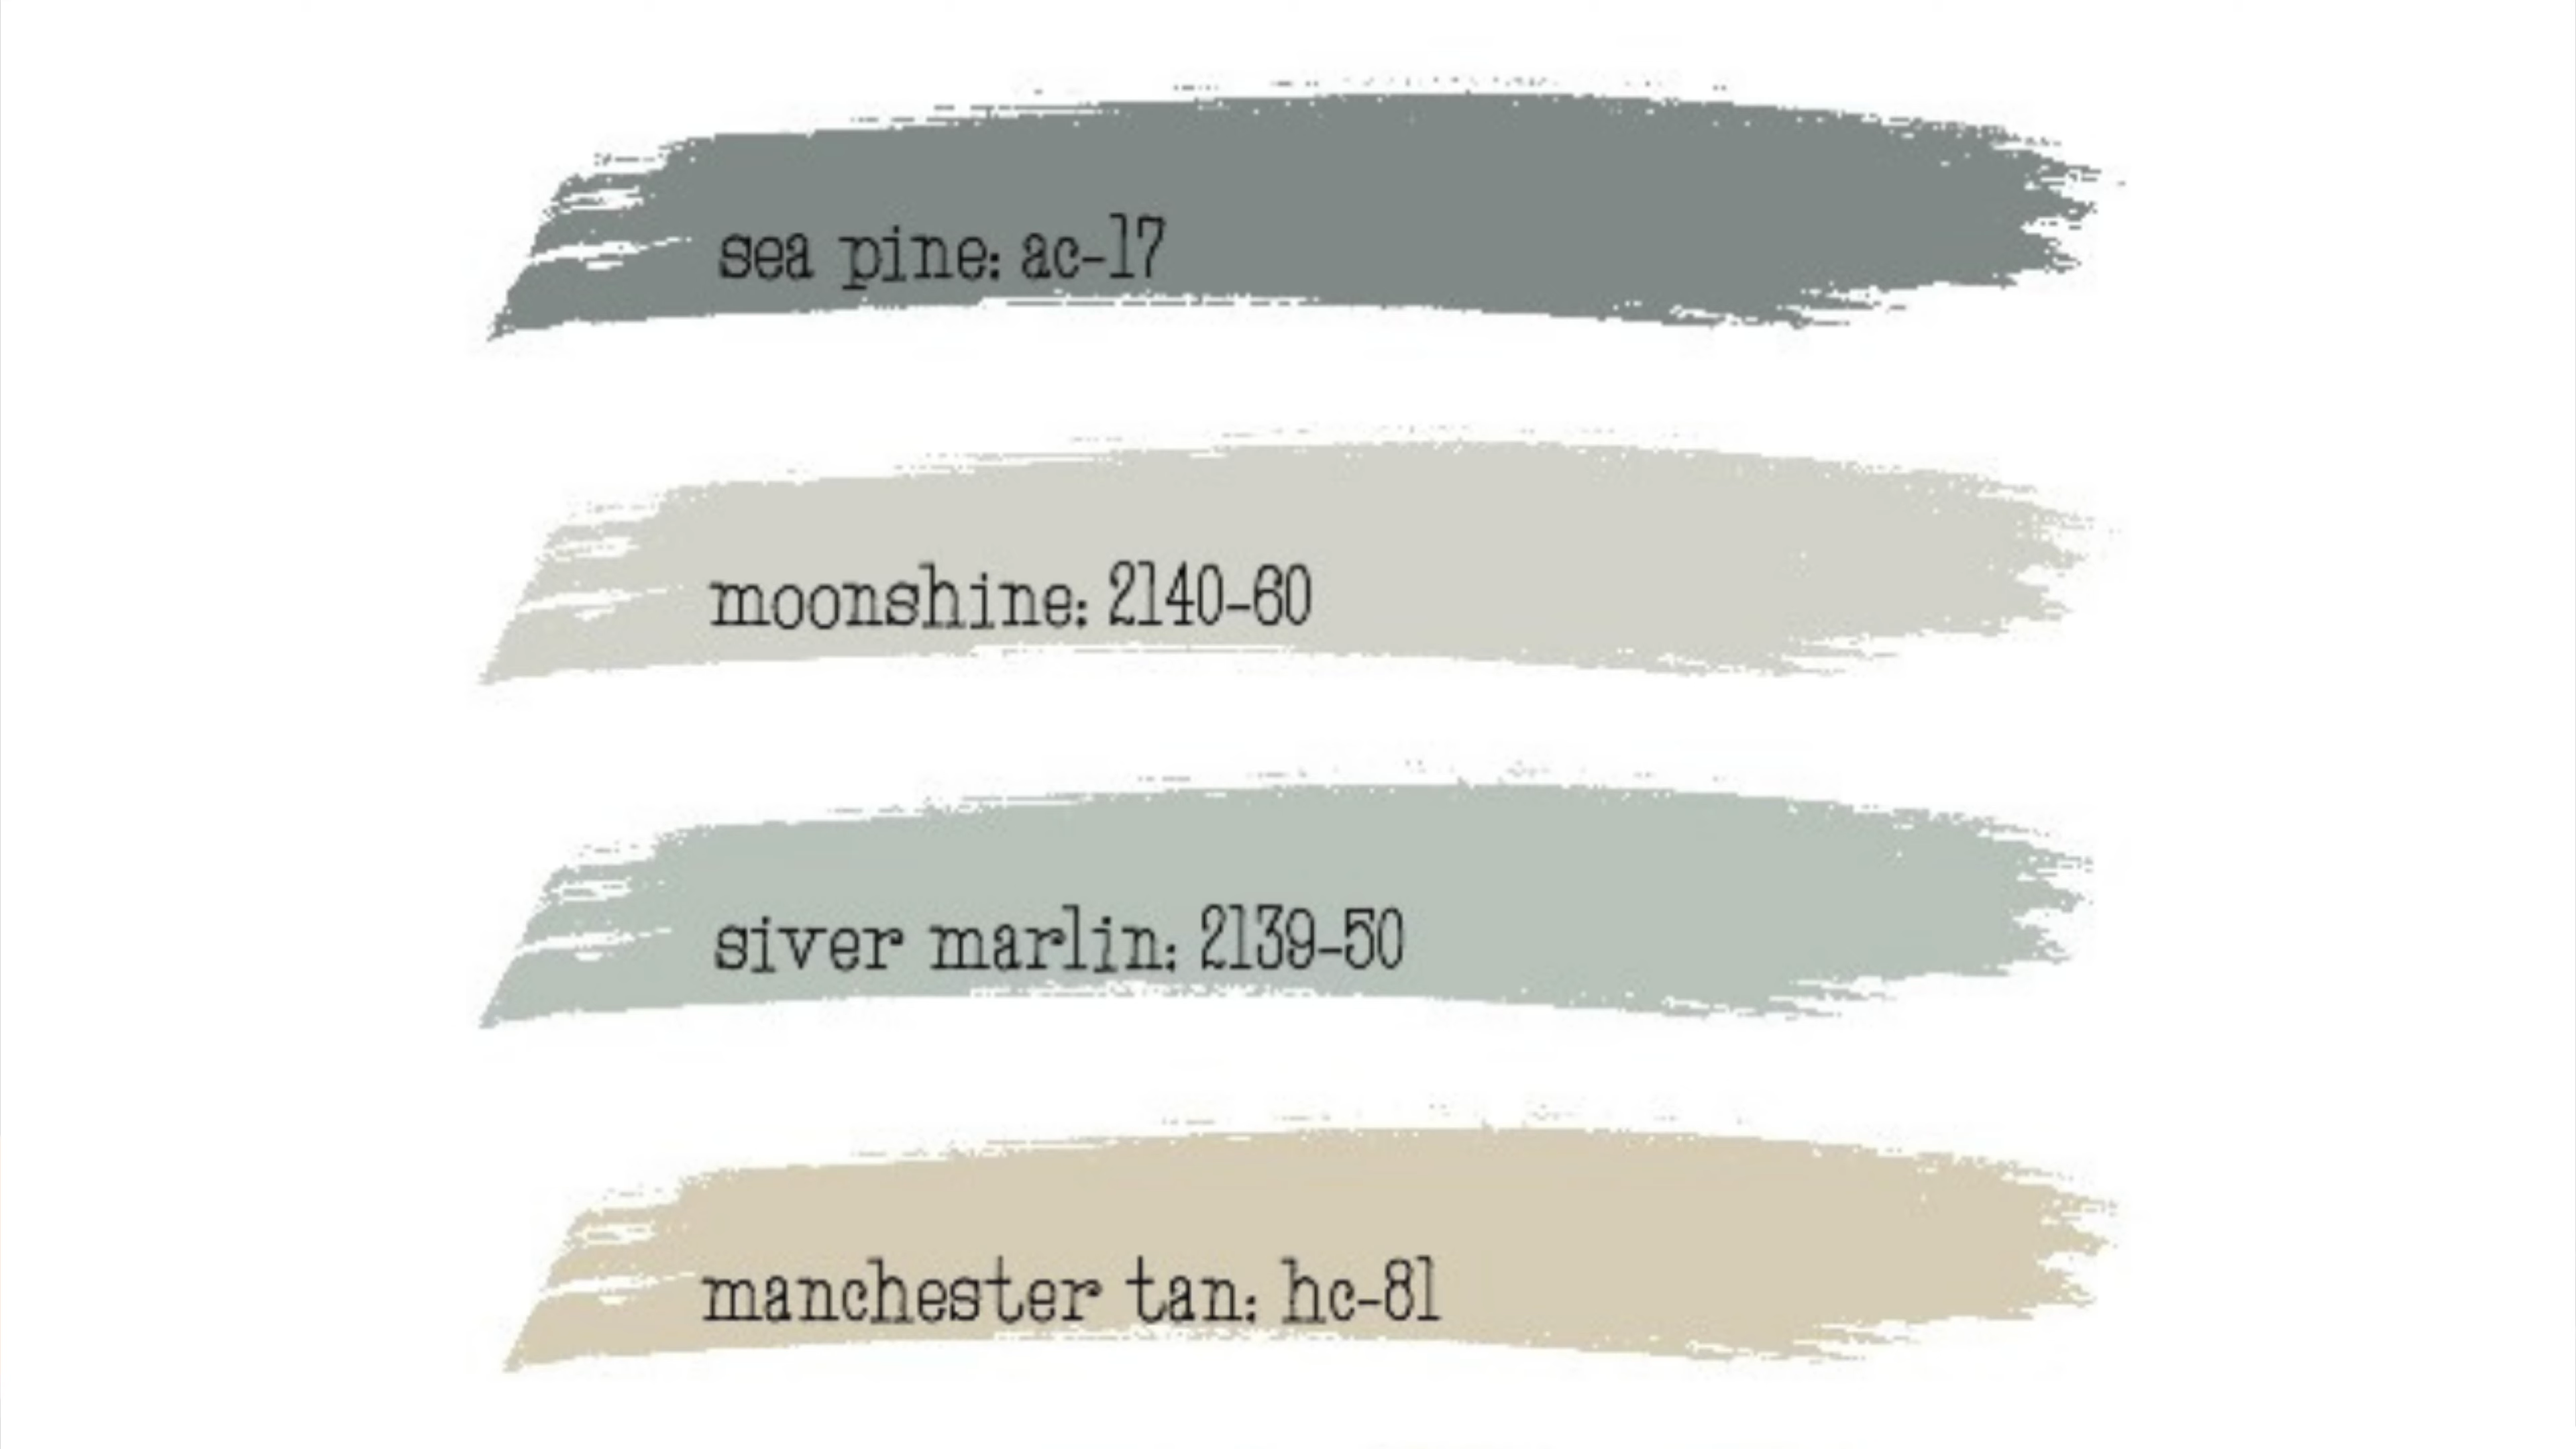 sea pine: ac-17
moonshine: 2140-60
siver marlin: 2139-50
manchester tan: hc-81